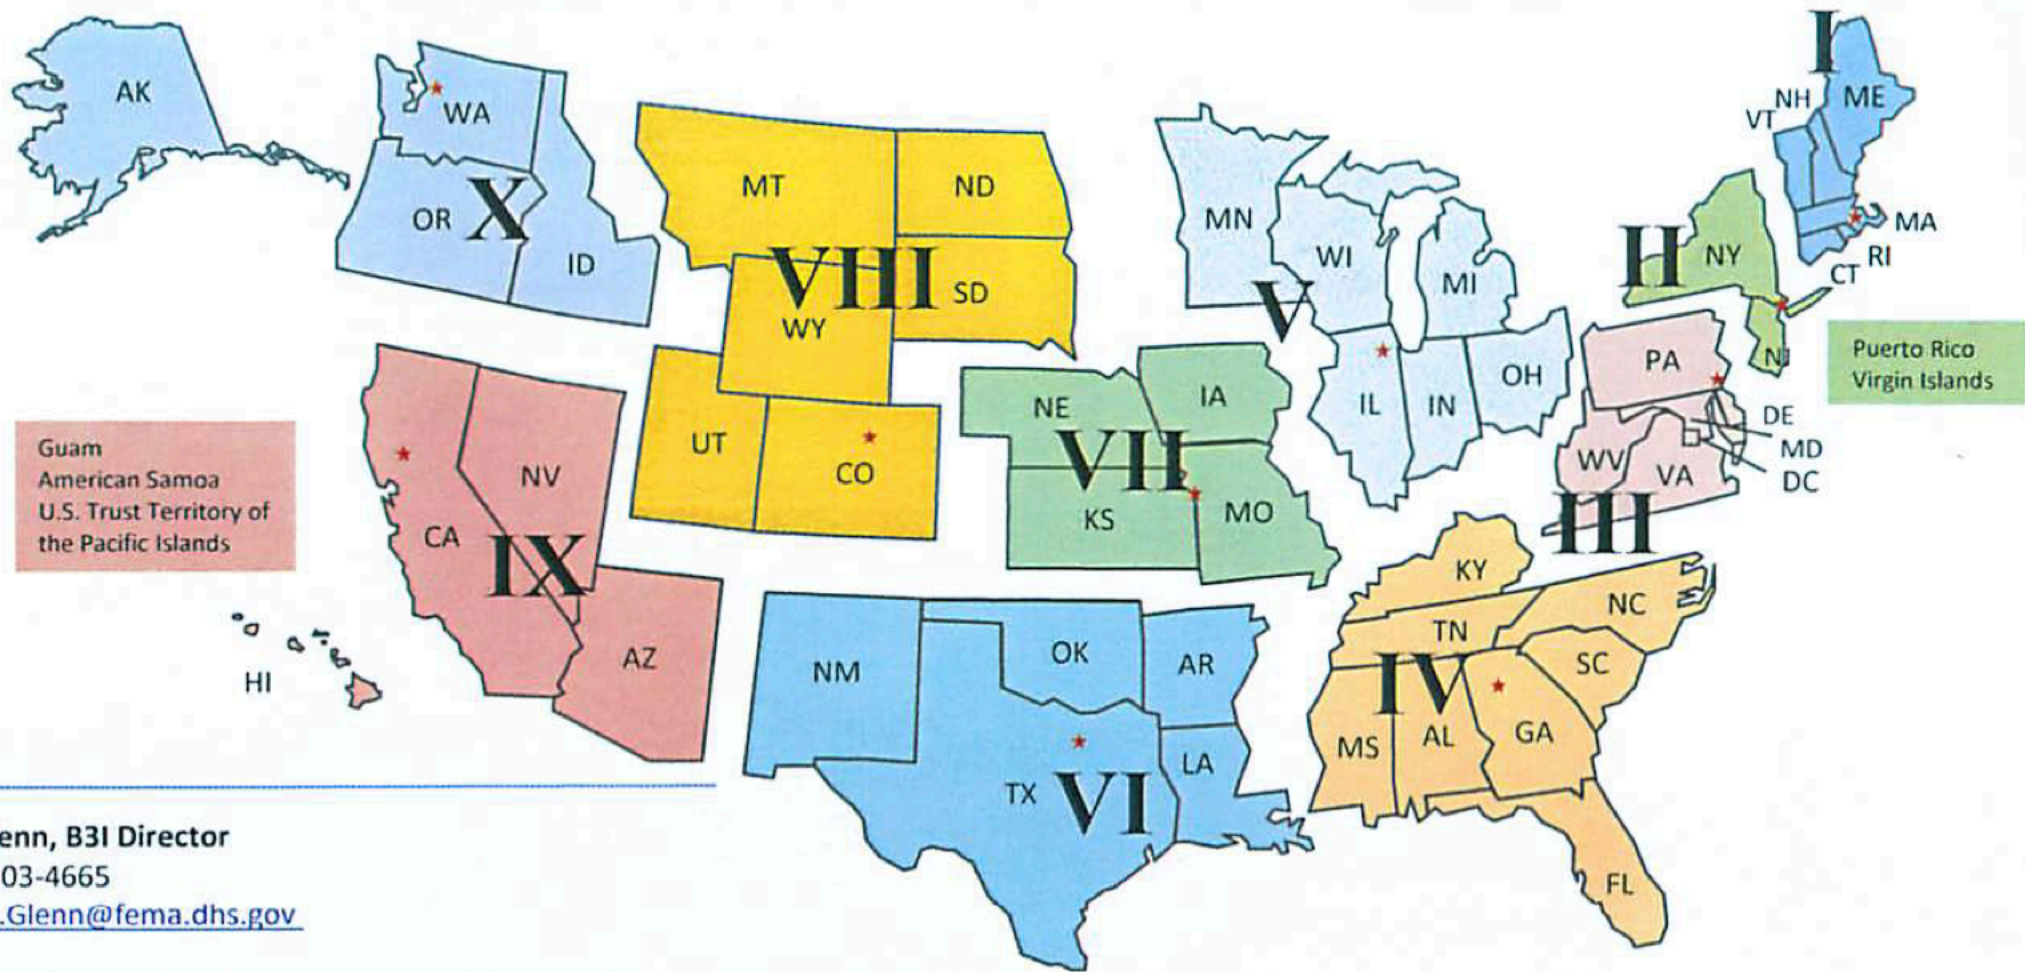 I
AK
WA
NH
ME
VT
MT
ND
OR
X
MN
MA
ID
WI
II
NY
RI
VIII
SD
MI
CT
V
WY
Puerto Rico
Virgin Islands
NJ
PA
OH
NE
IA
IL
IN
DE
Guam
American Samoa
U.S. Trust Territory of
the Pacific Islands
UT
CO
VII
MD
NV
WV
VA
DC
KS
MO
III
CA
IX
KY
NC
TN
HI
AZ
NM
OK
AR
SC
IV
MS
AL
GA
LA
TX
VI
enn, B3I Director
03-4665
.Glenn@fema.dhs.gov
FL